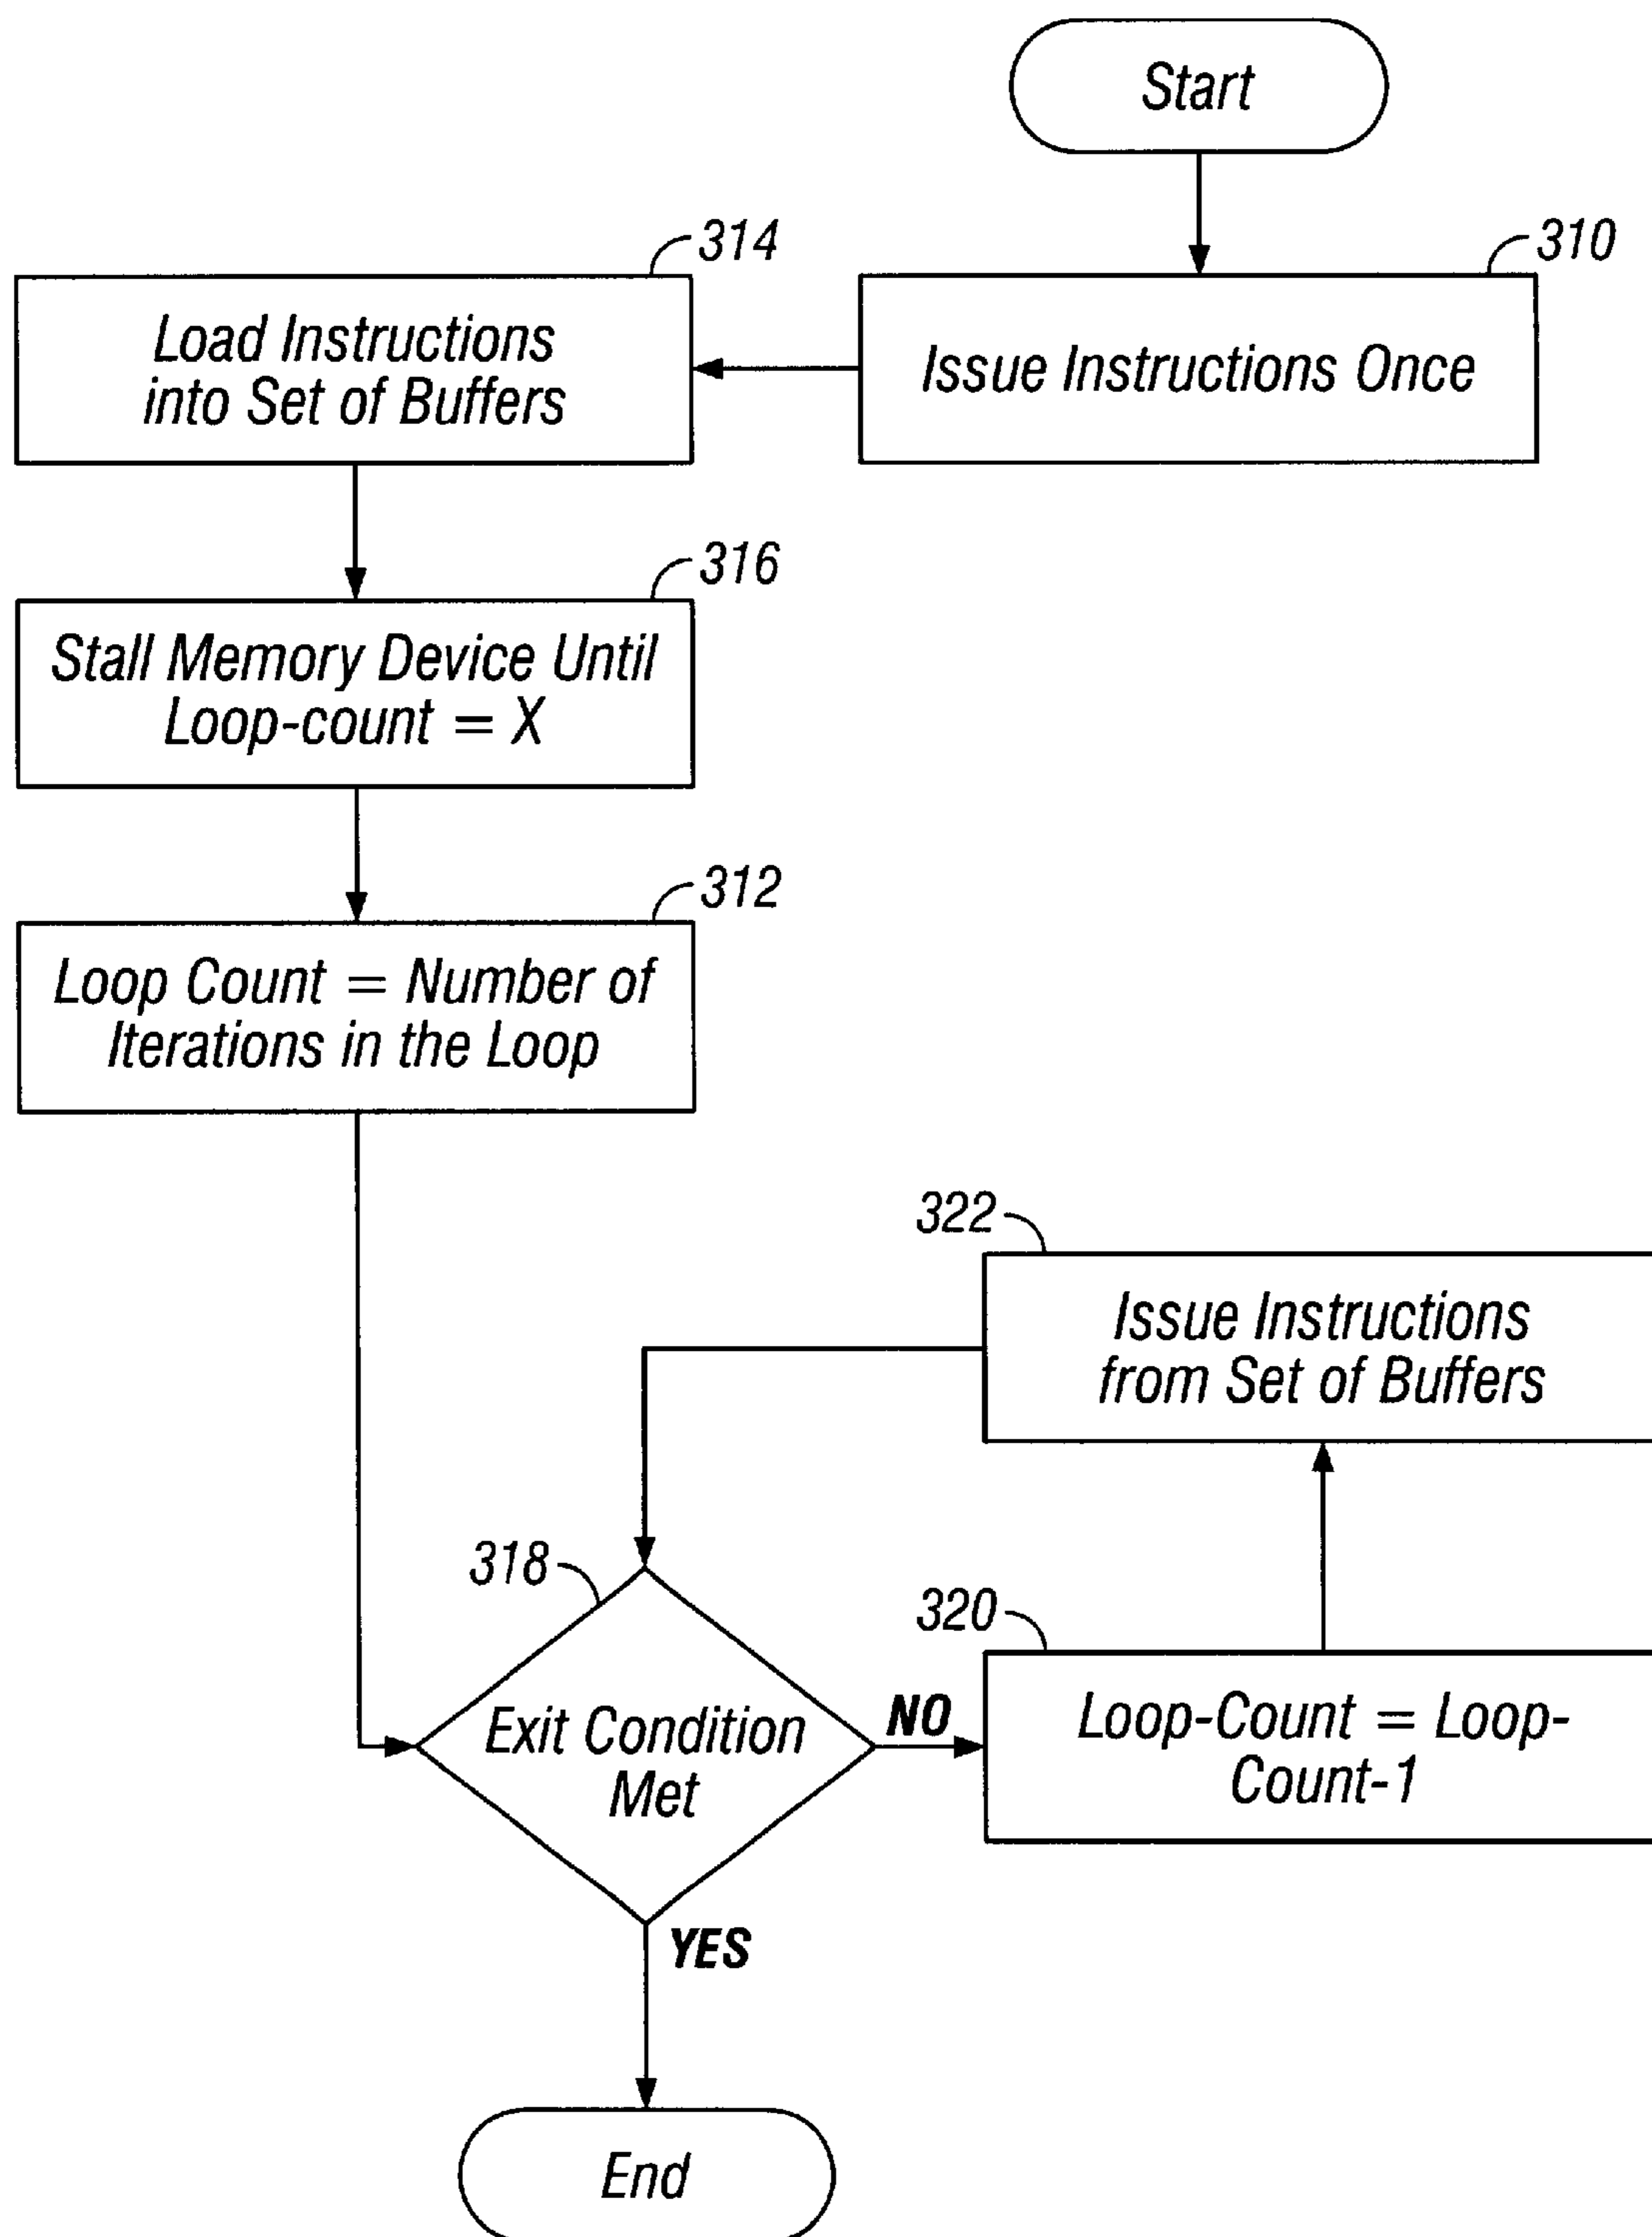 Start
310
Issue Instructions Once
314
Load Instructions
into Set of Buffers
316
Stall Memory Device Until
Loop-count = X
312
Loop Count = Number of
Iterations in the Loop
322
Issue Instructions
from Set of Buffers
318
Exit Condition
Met
NO
320
Loop-Count = Loop-
Count-1
YES
End